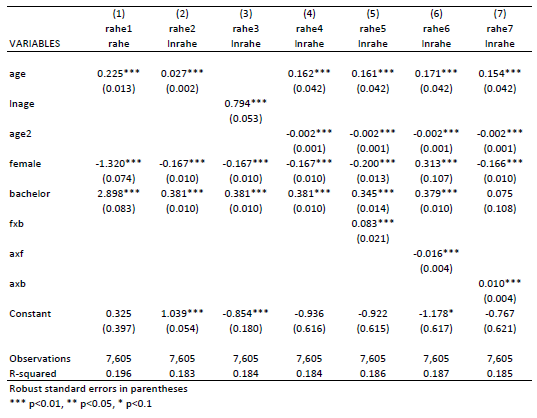 (1) (2) (3) (4) (5) (6) (7)
rahe1 rahe2 rahe3 rahe4 rahe5 rahe6 rahe7
VARIABLES rahe lnrahe lnrahe lnrahe lnrahe lnrahe lnrahe
age 0.225*** 0.027*** 0.162*** 0.161*** 0.171*** 0.154***
(0.013) (0.002) (0.042) (0.042) (0.042) (0.042)
lnage 0.794***
(0.053)
age2 -0.002*** -0.002*** -0.002*** -0.002***
(0.001) (0.001) (0.001) (0.001)
female -1.320*** -0.167*** -0.167*** -0.167*** -0.200*** 0.313*** -0.166***
(0.074) (0.010) (0.010) (0.010) (0.013) (0.107) (0.010)
bachelor 2.898*** 0.381*** 0.381*** 0.381*** 0.345*** 0.379*** 0.075
(0.083) (0.010) (0.010) (0.010) (0.014) (0.010) (0.108)
fxb 0.083***
(0.021)
axf -0.016***
(0.004)
axb 0.010***
(0.004)
Constant 0.325 1.039*** -0.854*** -0.936 -0.922 -1.178* -0.767
(0.397) (0.054) (0.180) (0.616) (0.615) (0.617) (0.621)
Observations 7,605 7,605 7,605 7,605 7,605 7,605 7,605
R-squared 0.196 0.183 0.184 0.184 0.186 0.187 0.185
Robust standard errors in parentheses
*** p<0.01, ** p<0.05, * p<0.1